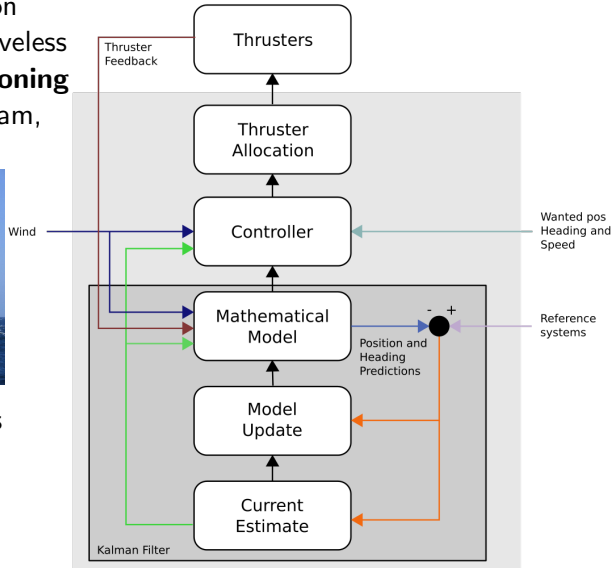 on
veless
oning
am,
s
Thrusters
Thruster
Feedback
Thruster
Allocation
Wind
Controller
Wanted pos
Heading and
Speed
Mathematical
Model
- +
Reference
systems
Position and
Heading
Predictions
Model
Update
Current
Estimate
Kalman Filter